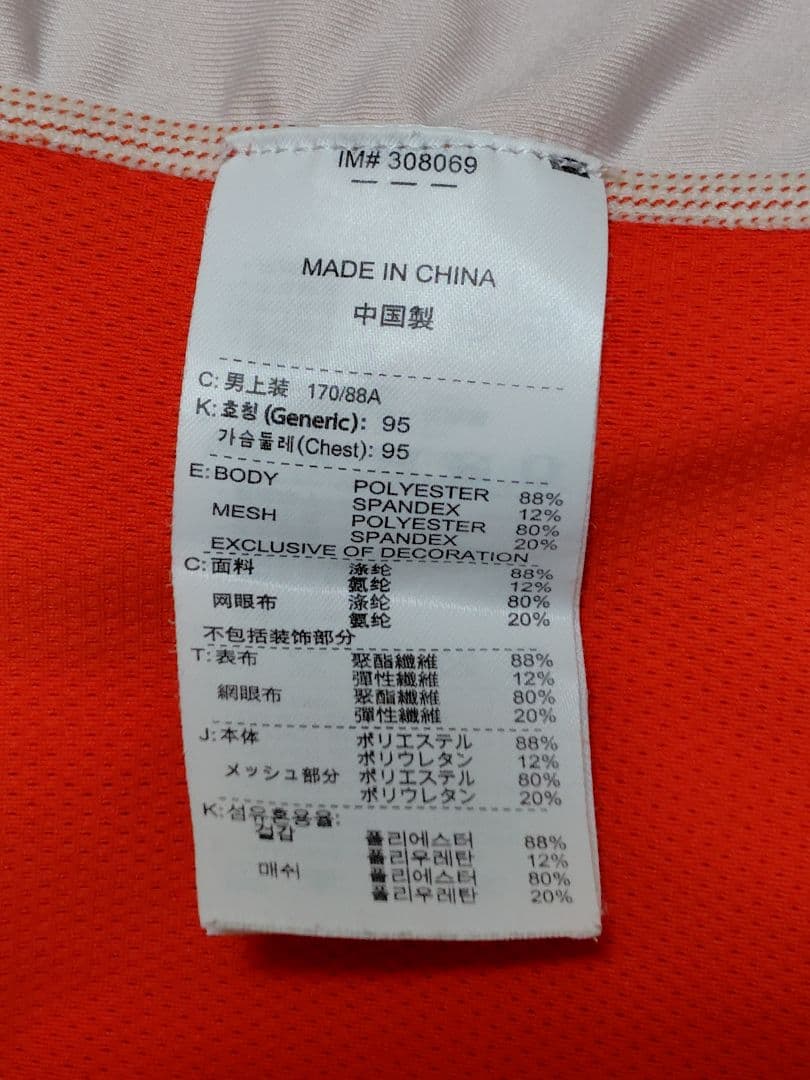 IM# 308069
— — —
MADE IN CHINA
中国製
C: 男上装 170/88A
K: 호칭 (Generic): 95
가슴둘레(Chest): 95
E: BODY POLYESTER 88%
SPANDEX 12%
MESH POLYESTER 80%
SPANDEX 20%
EXCLUSIVE OF DECORATION
C: 面料 涤纶 88%
氨纶 12%
网眼布 涤纶 80%
氨纶 20%
不包括装饰部分
T: 表布 聚酯纖維 88%
彈性纖維 12%
網眼布 聚酯纖維 80%
彈性纖維 20%
J: 本体 ポリエステル 88%
ポリウレタン 12%
メッシュ部分 ポリエステル 80%
ポリウレタン 20%
K: 섬유혼용율:
겉감 폴리에스터 88%
폴리우레탄 12%
매쉬 폴리에스터 80%
폴리우레탄 20%